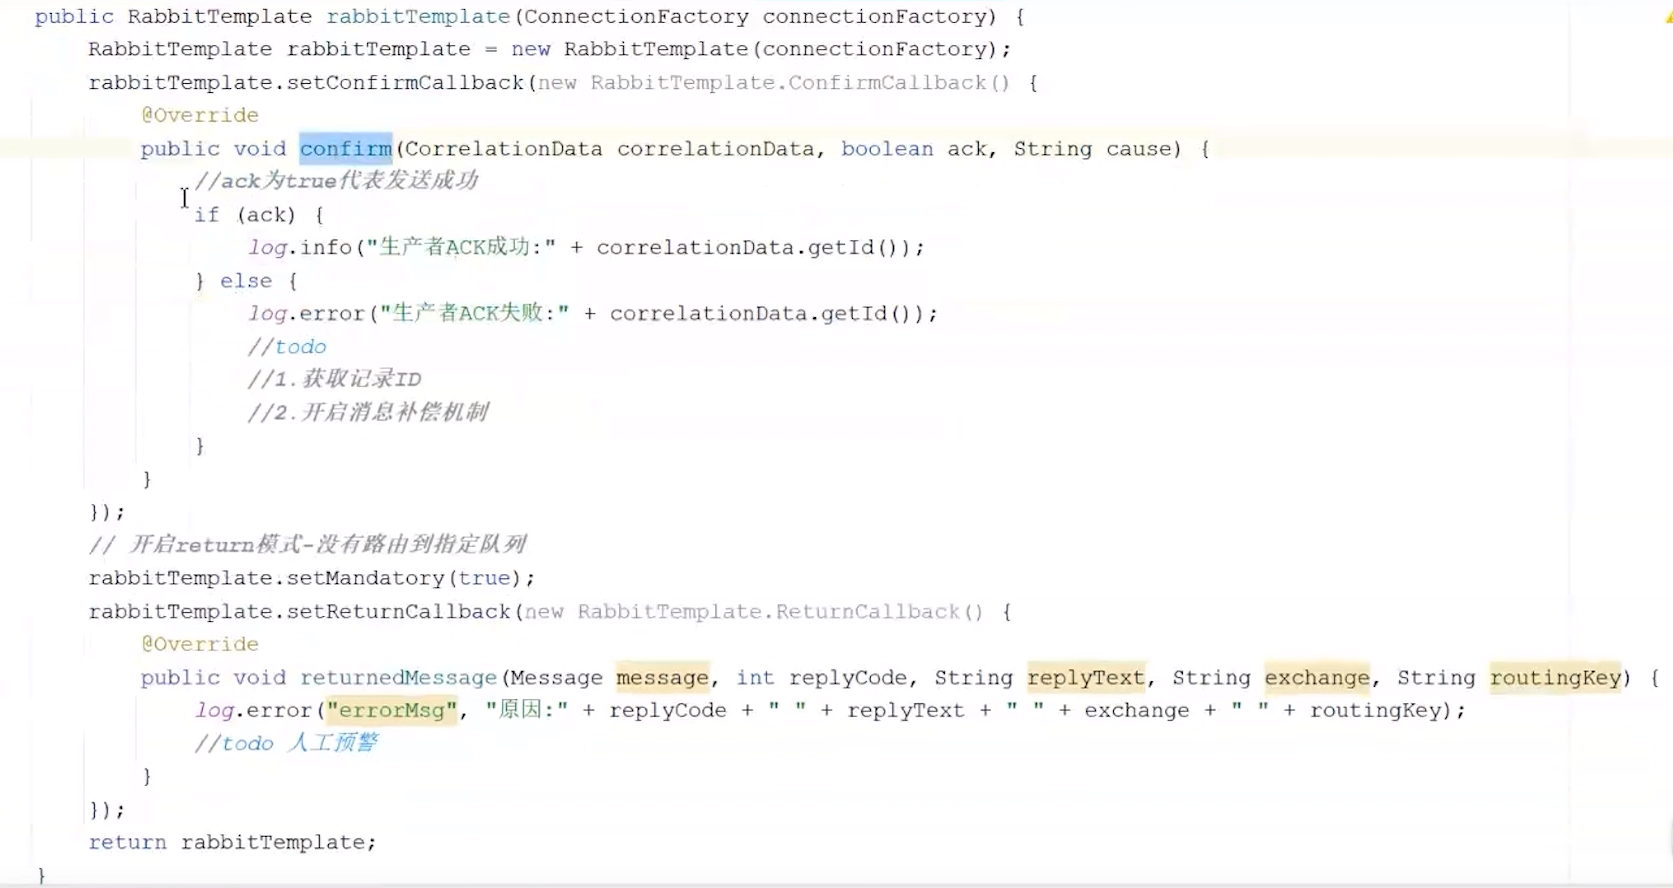 public RabbitTemplate rabbitTemplate(ConnectionFactory connectionFactory) {
RabbitTemplate rabbitTemplate = new RabbitTemplate(connectionFactory);
rabbitTemplate.setConfirmCallback(new RabbitTemplate.ConfirmCallback() {
@Override
public void confirm(CorrelationData correlationData, boolean ack, String cause) {
//ack为true代表发送成功
if (ack) {
log.info("生产者ACK成功:" + correlationData.getId());
} else {
log.error("生产者ACK失败:" + correlationData.getId());
//todo
//1.获取记录ID
//2.开启消息补偿机制
}
}
});
// 开启return模式-没有路由到指定队列
rabbitTemplate.setMandatory(true);
rabbitTemplate.setReturnCallback(new RabbitTemplate.ReturnCallback() {
@Override
public void returnedMessage(Message message, int replyCode, String replyText, String exchange, String routingKey) {
log.error("errorMsg", "原因:" + replyCode + " " + replyText + " " + exchange + " " + routingKey);
//todo 人工预警
}
});
return rabbitTemplate;
}